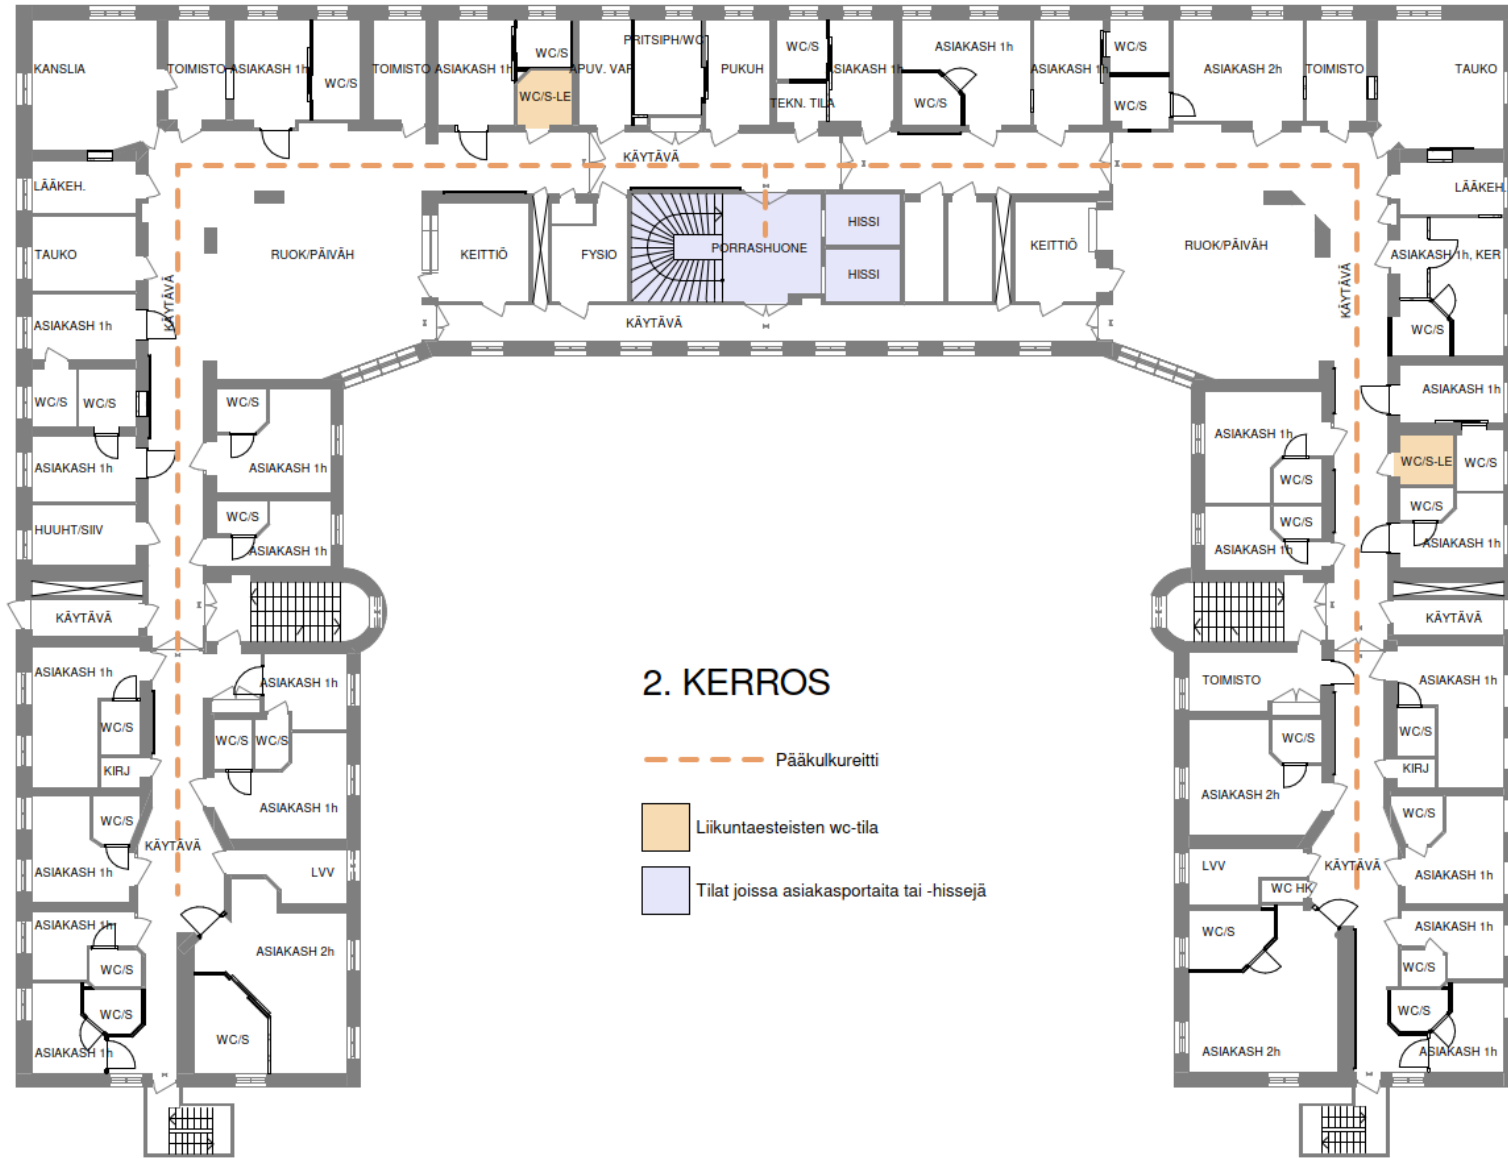 KANSLIA
TOIMISTO
ASIAKASH 1h
WC/S
TOIMISTO
ASIAKASH 1h
WC/S
WC/S-LE
APUV. VAR
PRITSIPH/WC
PUKUH
WC/S
TEKN. TILA
ASIAKASH 1h
ASIAKASH 1h
WC/S
ASIAKASH 1h
WC/S
WC/S
ASIAKASH 2h
TOIMISTO
TAUKO
KÄYTÄVÄ
LÄÄKEH.
TAUKO
KÄYTÄVÄ
RUOK/PÄIVÄH
KEITTIÖ
FYSIO
PORRASHUONE
HISSI
HISSI
KEITTIÖ
RUOK/PÄIVÄH
KÄYTÄVÄ
LÄÄKEH.
ASIAKASH 1h, KER
WC/S
KÄYTÄVÄ
ASIAKASH 1h
WC/S
WC/S
ASIAKASH 1h
HUUHT/SIIV
WC/S
ASIAKASH 1h
WC/S
ASIAKASH 1h
ASIAKASH 1h
WC/S
WC/S
ASIAKASH 1h
ASIAKASH 1h
WC/S-LE
WC/S
WC/S
ASIAKASH 1h
KÄYTÄVÄ
KÄYTÄVÄ
ASIAKASH 1h
WC/S
KIRJ
ASIAKASH 1h
WC/S
WC/S
ASIAKASH 1h
2. KERROS
Pääkulkureitti
Liikuntaesteisten wc-tila
Tilat joissa asiakasportaita tai -hissejä
TOIMISTO
WC/S
ASIAKASH 2h
ASIAKASH 1h
WC/S
KIRJ
WC/S
KÄYTÄVÄ
ASIAKASH 1h
LVV
LVV
WC HK
KÄYTÄVÄ
WC/S
ASIAKASH 1h
ASIAKASH 1h
WC/S
WC/S
ASIAKASH 1h
ASIAKASH 2h
WC/S
WC/S
ASIAKASH 2h
ASIAKASH 1h
WC/S
WC/S
ASIAKASH 1h